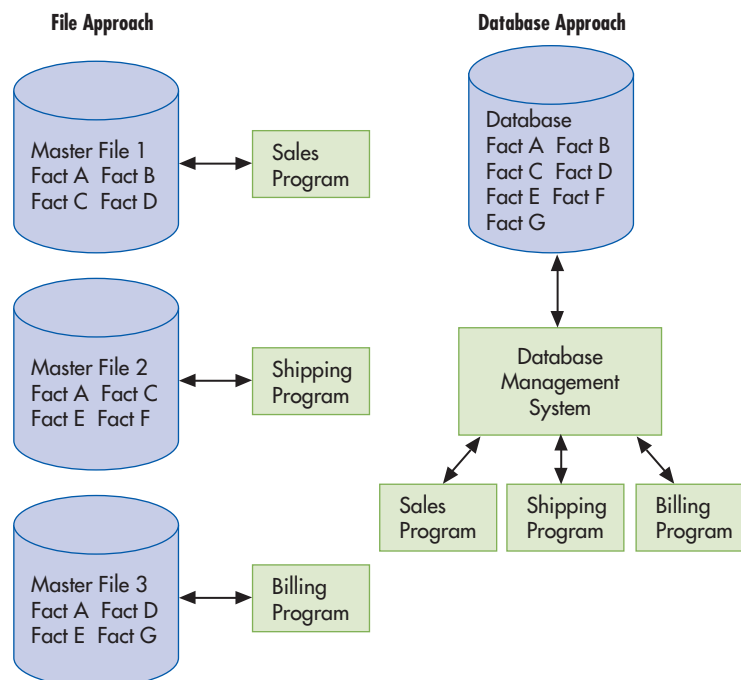 File Approach
Master File 1
Fact A Fact B
Fact C Fact D
Sales
Program
Master File 2
Fact A Fact C
Fact E Fact F
Shipping
Program
Master File 3
Fact A Fact D
Fact E Fact G
Billing
Program
Database Approach
Database
Fact A Fact B
Fact C Fact D
Fact E Fact F
Fact G
Database
Management
System
Sales
Program
Shipping
Program
Billing
Program